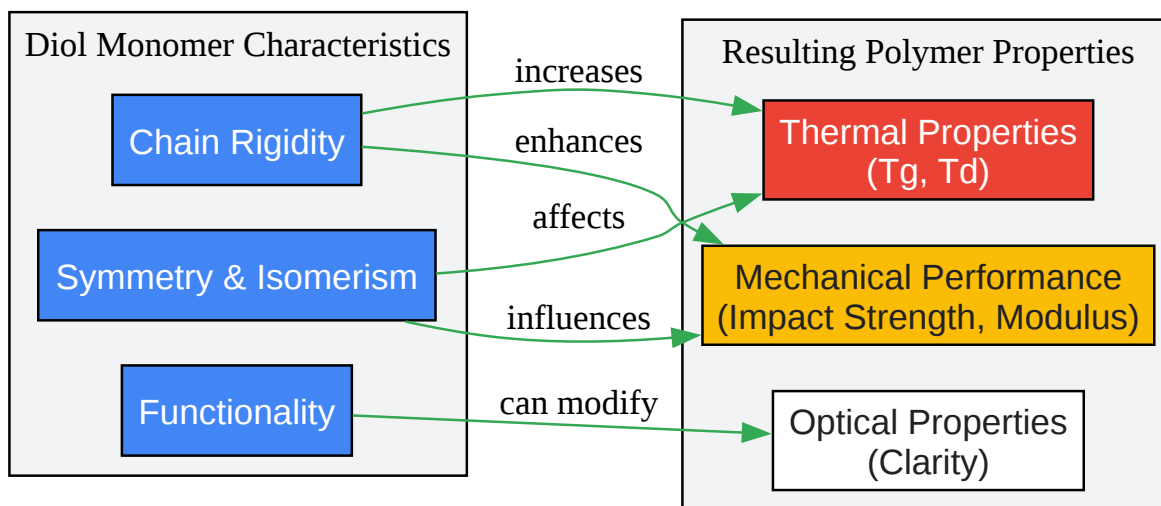 Diol Monomer Characteristics
Chain Rigidity
Symmetry & Isomerism
Functionality
increases
enhances
affects
influences
can modify
Resulting Polymer Properties
Thermal Properties
(Tg, Td)
Mechanical Performance
(Impact Strength, Modulus)
Optical Properties
(Clarity)